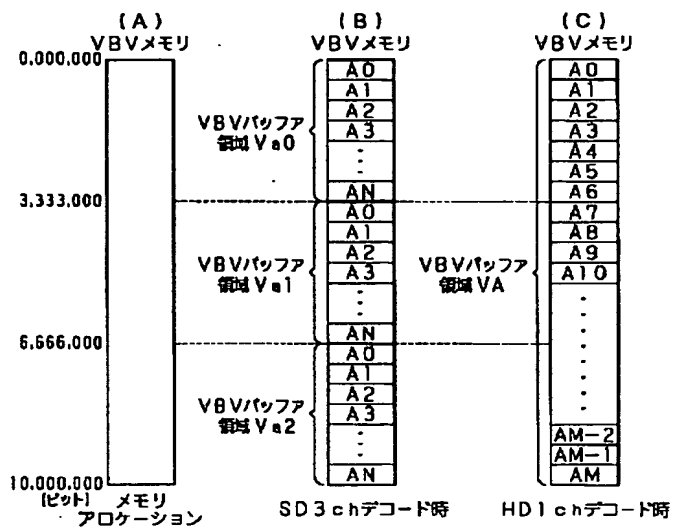 (A)
VBVメモリ
0,000,000
3,333,000
6,666,000
10,000,000
[ビット]
メモリ
アロケーション
(B)
VBVメモリ
VBVバッファ
領域Va0
A0
A1
A2
A3
AN
VBVバッファ
領域Va1
A0
A1
A2
A3
AN
VBVバッファ
領域Va2
A0
A1
A2
A3
AN
SD3chデコード時
(C)
VBVメモリ
VBVバッファ
領域VA
A0
A1
A2
A3
A4
A5
A6
A7
A8
A9
A10
AM-2
AM-1
AM
HD1chデコード時